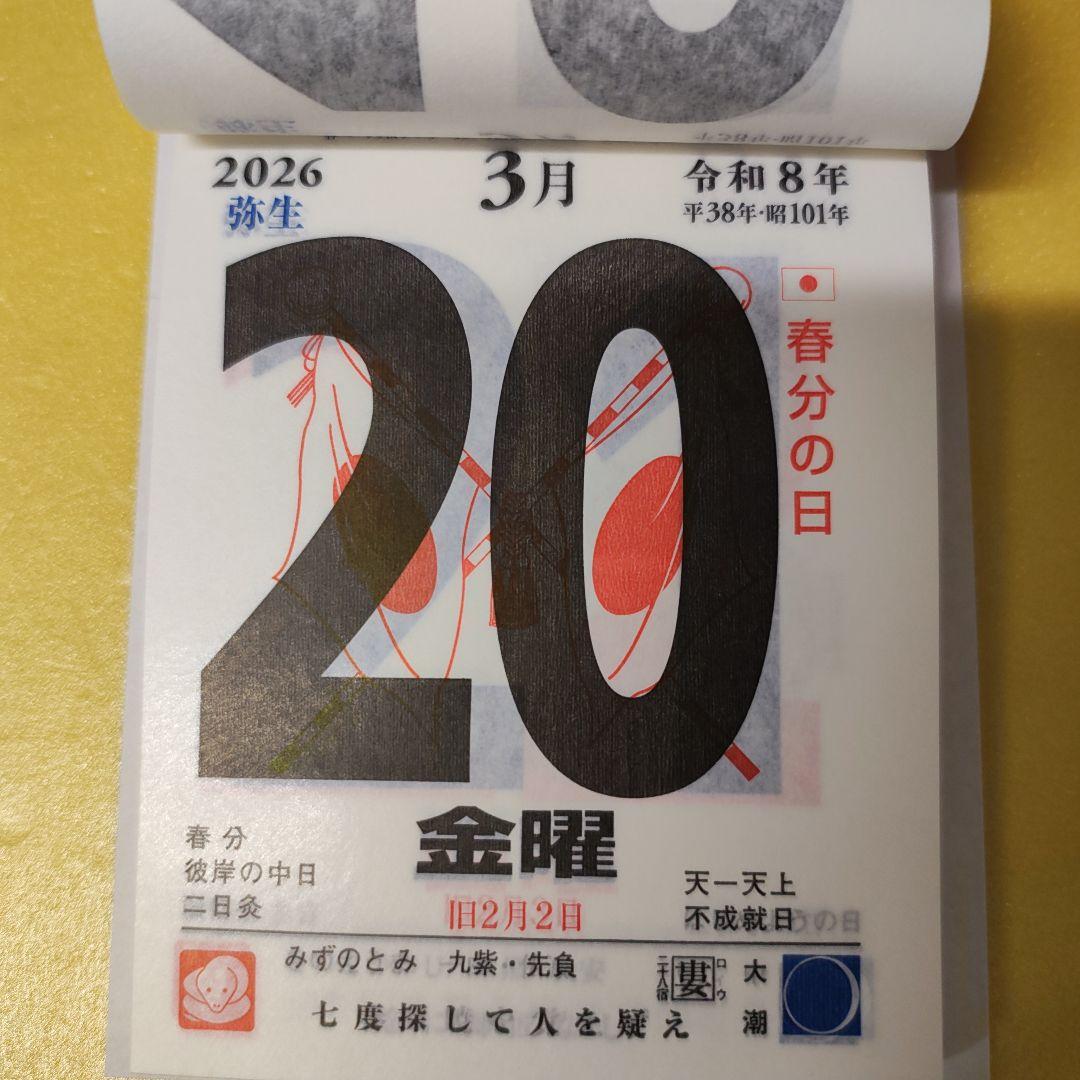 2026
弥生
3月
令和8年
平38年・昭101年
20
春分の日
金曜
旧2月2日
春分
彼岸の中日
二日灸
天一天上
不成就日
みずのとみ 九紫・先負
二十八宿 婁 ロウ
大潮
七度探して人を疑え